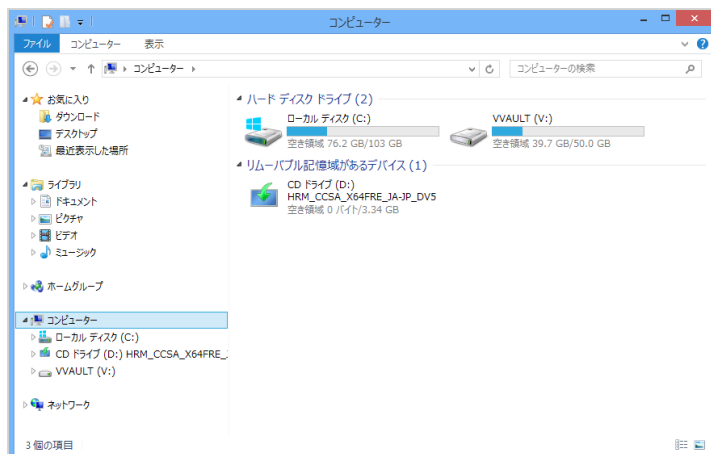 コンピューター
ファイル コンピューター 表示
コンピューター
コンピューターの検索
お気に入り
ダウンロード
デスクトップ
最近表示した場所
ライブラリ
ドキュメント
ピクチャ
ビデオ
ミュージック
ホームグループ
コンピューター
ローカル ディスク (C:)
CD ドライブ (D:) HRM_CCSA_X64FRE_
VVAULT (V:)
ネットワーク
ハード ディスク ドライブ (2)
ローカル ディスク (C:)
空き領域 76.2 GB/103 GB
VVAULT (V:)
空き領域 39.7 GB/50.0 GB
リムーバブル記憶域があるデバイス (1)
CD ドライブ (D:)
HRM_CCSA_X64FRE_JA-JP_DV5
空き領域 0 バイト/3.34 GB
3 個の項目